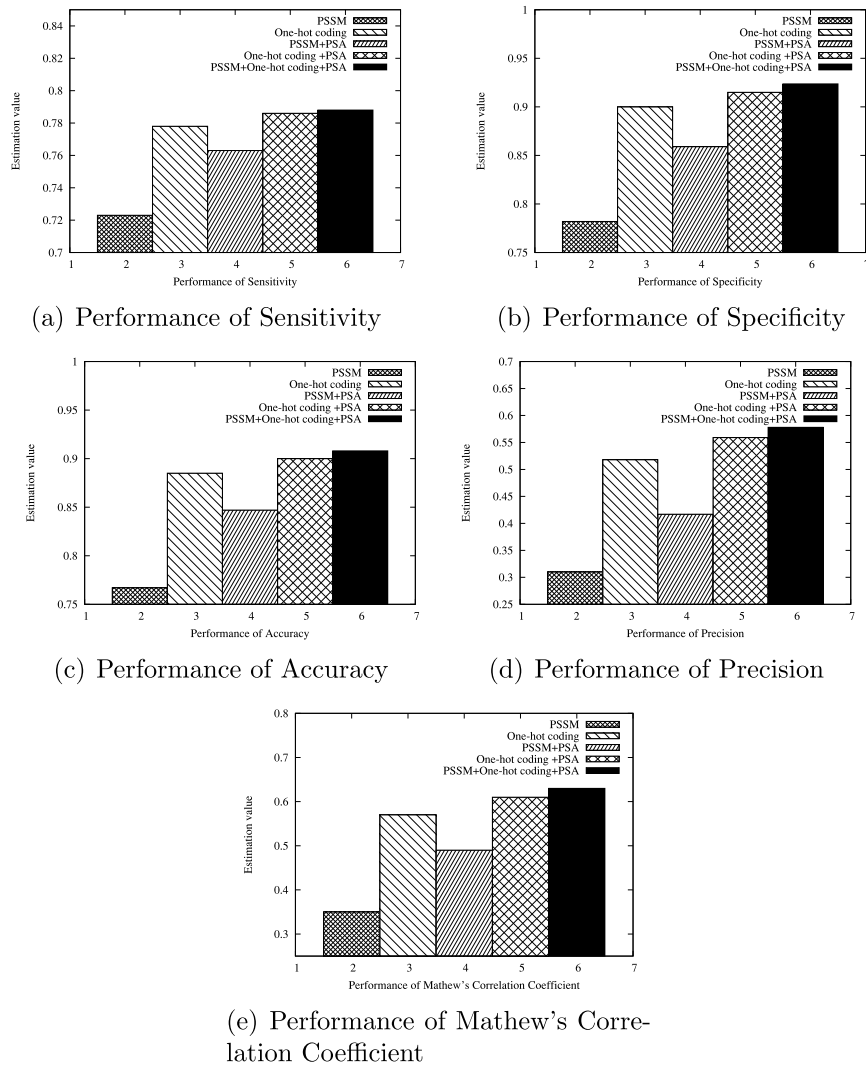 0.84
0.82
0.8
0.78
0.76
0.74
0.72
0.7
Estimation value
PSSM
One-hot coding
PSSM+PSA
One-hot coding +PSA
PSSM+One-hot coding+PSA
1 2 3 4 5 6 7
Performance of Sensitivity
(a) Performance of Sensitivity
1
0.95
0.9
0.85
0.8
0.75
Estimation value
PSSM
One-hot coding
PSSM+PSA
One-hot coding +PSA
PSSM+One-hot coding+PSA
1 2 3 4 5 6 7
Performance of Specificity
(b) Performance of Specificity
1
0.95
0.9
0.85
0.8
0.75
Estimation value
PSSM
One-hot coding
PSSM+PSA
One-hot coding +PSA
PSSM+One-hot coding+PSA
1 2 3 4 5 6 7
Performance of Accuracy
(c) Performance of Accuracy
0.7
0.65
0.6
0.55
0.5
0.45
0.4
0.35
0.3
0.25
Estimation value
PSSM
One-hot coding
PSSM+PSA
One-hot coding +PSA
PSSM+One-hot coding+PSA
1 2 3 4 5 6 7
Performance of Precision
(d) Performance of Precision
0.8
0.7
0.6
0.5
0.4
0.3
Estimation value
PSSM
One-hot coding
PSSM+PSA
One-hot coding +PSA
PSSM+One-hot coding+PSA
1 2 3 4 5 6 7
Performance of Mathew's Correlation Coefficient
(e) Performance of Mathew's Corre-
lation Coefficient